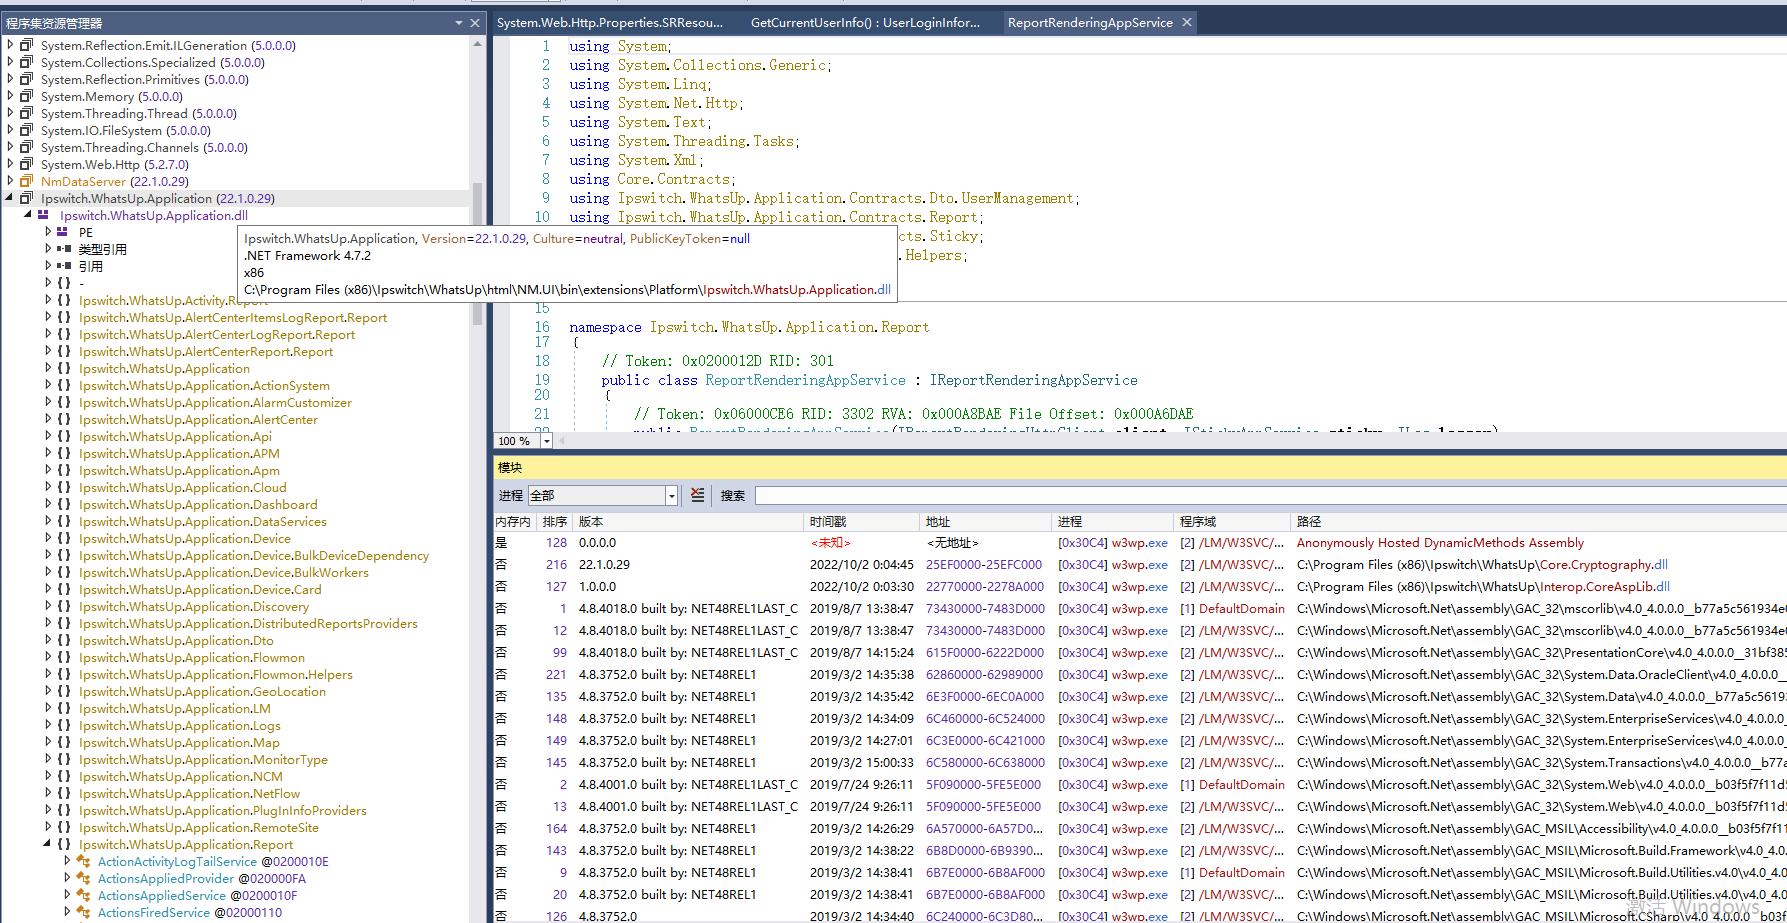 程序集资源管理器
System.Reflection.Emit.ILGeneration (5.0.0.0)
System.Collections.Specialized (5.0.0.0)
System.Reflection.Primitives (5.0.0.0)
System.Memory (5.0.0.0)
System.Threading.Thread (5.0.0.0)
System.IO.FileSystem (5.0.0.0)
System.Threading.Channels (5.0.0.0)
System.Web.Http (5.2.7.0)
NmDataServer (22.1.0.29)
Ipswitch.WhatsUp.Application (22.1.0.29)
Ipswitch.WhatsUp.Application.dll
PE
类型引用
引用
{ } -
{ } Ipswitch.WhatsUp.Activity.Report
{ } Ipswitch.WhatsUp.AlertCenterItemsLogReport.Report
{ } Ipswitch.WhatsUp.AlertCenterLogReport.Report
{ } Ipswitch.WhatsUp.AlertCenterReport.Report
{ } Ipswitch.WhatsUp.Application
{ } Ipswitch.WhatsUp.Application.ActionSystem
{ } Ipswitch.WhatsUp.Application.AlarmCustomizer
{ } Ipswitch.WhatsUp.Application.AlertCenter
{ } Ipswitch.WhatsUp.Application.Api
{ } Ipswitch.WhatsUp.Application.APM
{ } Ipswitch.WhatsUp.Application.Apm
{ } Ipswitch.WhatsUp.Application.Cloud
{ } Ipswitch.WhatsUp.Application.Dashboard
{ } Ipswitch.WhatsUp.Application.DataServices
{ } Ipswitch.WhatsUp.Application.Device
{ } Ipswitch.WhatsUp.Application.Device.BulkDeviceDependency
{ } Ipswitch.WhatsUp.Application.Device.BulkWorkers
{ } Ipswitch.WhatsUp.Application.Device.Card
{ } Ipswitch.WhatsUp.Application.Discovery
{ } Ipswitch.WhatsUp.Application.DistributedReportsProviders
{ } Ipswitch.WhatsUp.Application.Dto
{ } Ipswitch.WhatsUp.Application.Flowmon
{ } Ipswitch.WhatsUp.Application.Flowmon.Helpers
{ } Ipswitch.WhatsUp.Application.GeoLocation
{ } Ipswitch.WhatsUp.Application.LM
{ } Ipswitch.WhatsUp.Application.Logs
{ } Ipswitch.WhatsUp.Application.Map
{ } Ipswitch.WhatsUp.Application.MonitorType
{ } Ipswitch.WhatsUp.Application.NCM
{ } Ipswitch.WhatsUp.Application.NetFlow
{ } Ipswitch.WhatsUp.Application.PlugInInfoProviders
{ } Ipswitch.WhatsUp.Application.RemoteSite
{ } Ipswitch.WhatsUp.Application.Report
ActionActivityLogTailService @0200010E
ActionsAppliedProvider @020000FA
ActionsAppliedService @0200010F
ActionsFiredService @02000110
Ipswitch.WhatsUp.Application, Version=22.1.0.29, Culture=neutral, PublicKeyToken=null
.NET Framework 4.7.2
x86
C:\Program Files (x86)\Ipswitch\WhatsUp\html\NM.UI\bin\extensions\Platform\Ipswitch.WhatsUp.Application.dll
System.Web.Http.Properties.SRResou... GetCurrentUserInfo() : UserLoginInfor... ReportRenderingAppService
1 using System;
2 using System.Collections.Generic;
3 using System.Linq;
4 using System.Net.Http;
5 using System.Text;
6 using System.Threading.Tasks;
7 using System.Xml;
8 using Core.Contracts;
9 using Ipswitch.WhatsUp.Application.Contracts.Dto.UserManagement;
10 using Ipswitch.WhatsUp.Application.Contracts.Report;
cts.Sticky;
.Helpers;
15
16 namespace Ipswitch.WhatsUp.Application.Report
17 {
18 // Token: 0x0200012D RID: 301
19 public class ReportRenderingAppService : IReportRenderingAppService
20 {
21 // Token: 0x06000CE6 RID: 3302 RVA: 0x000A8BAE File Offset: 0x000A6DAE
22 public ReportRenderingAppService(IReportRenderingHttpClient client, IStickyAppService sticky, ILog logger)
100 %
模块
进程 全部 搜索
内存内 排序 版本 时间戳 地址 进程 程序域 路径
是 128 0.0.0.0 <未知> <无地址> [0x30C4] w3wp.exe [2] /LM/W3SVC/... Anonymously Hosted DynamicMethods Assembly
否 216 22.1.0.29 2022/10/2 0:04:45 25EF0000-25EFC000 [0x30C4] w3wp.exe [2] /LM/W3SVC/... C:\Program Files (x86)\Ipswitch\WhatsUp\Core.Cryptography.dll
否 127 1.0.0.0 2022/10/2 0:03:30 22770000-2278A000 [0x30C4] w3wp.exe [2] /LM/W3SVC/... C:\Program Files (x86)\Ipswitch\WhatsUp\Interop.CoreAspLib.dll
否 1 4.8.4018.0 built by: NET48REL1LAST_C 2019/8/7 13:38:47 73430000-7483D000 [0x30C4] w3wp.exe [1] DefaultDomain C:\Windows\Microsoft.Net\assembly\GAC_32\mscorlib\v4.0_4.0.0.0__b77a5c561934e0
否 12 4.8.4018.0 built by: NET48REL1LAST_C 2019/8/7 13:38:47 73430000-7483D000 [0x30C4] w3wp.exe [2] /LM/W3SVC/... C:\Windows\Microsoft.Net\assembly\GAC_32\mscorlib\v4.0_4.0.0.0__b77a5c561934e0
否 99 4.8.4018.0 built by: NET48REL1LAST_C 2019/8/7 14:15:24 615F0000-6222D000 [0x30C4] w3wp.exe [2] /LM/W3SVC/... C:\Windows\Microsoft.Net\assembly\GAC_32\PresentationCore\v4.0_4.0.0.0__31bf385
否 221 4.8.3752.0 built by: NET48REL1 2019/3/2 14:35:38 62860000-62989000 [0x30C4] w3wp.exe [2] /LM/W3SVC/... C:\Windows\Microsoft.Net\assembly\GAC_32\System.Data.OracleClient\v4.0_4.0.0.0__
否 135 4.8.3752.0 built by: NET48REL1 2019/3/2 14:35:42 6E3F0000-6EC0A000 [0x30C4] w3wp.exe [2] /LM/W3SVC/... C:\Windows\Microsoft.Net\assembly\GAC_32\System.Data\v4.0_4.0.0.0__b77a5c56193
否 148 4.8.3752.0 built by: NET48REL1 2019/3/2 14:34:09 6C460000-6C524000 [0x30C4] w3wp.exe [2] /LM/W3SVC/... C:\Windows\Microsoft.Net\assembly\GAC_32\System.EnterpriseServices\v4.0_4.0.0.0_
否 149 4.8.3752.0 built by: NET48REL1 2019/3/2 14:27:01 6C3E0000-6C421000 [0x30C4] w3wp.exe [2] /LM/W3SVC/... C:\Windows\Microsoft.Net\assembly\GAC_32\System.EnterpriseServices\v4.0_4.0.0.0_
否 145 4.8.3752.0 built by: NET48REL1 2019/3/2 15:00:33 6C580000-6C638000 [0x30C4] w3wp.exe [2] /LM/W3SVC/... C:\Windows\Microsoft.Net\assembly\GAC_32\System.Transactions\v4.0_4.0.0.0__b77a
否 2 4.8.4001.0 built by: NET48REL1LAST_C 2019/7/24 9:26:11 5F090000-5FE5E000 [0x30C4] w3wp.exe [1] DefaultDomain C:\Windows\Microsoft.Net\assembly\GAC_32\System.Web\v4.0_4.0.0.0__b03f5f7f11d5
否 13 4.8.4001.0 built by: NET48REL1LAST_C 2019/7/24 9:26:11 5F090000-5FE5E000 [0x30C4] w3wp.exe [2] /LM/W3SVC/... C:\Windows\Microsoft.Net\assembly\GAC_32\System.Web\v4.0_4.0.0.0__b03f5f7f11d5
否 164 4.8.3752.0 built by: NET48REL1 2019/3/2 14:26:29 6A570000-6A57D0... [0x30C4] w3wp.exe [2] /LM/W3SVC/... C:\Windows\Microsoft.Net\assembly\GAC_MSIL\Accessibility\v4.0_4.0.0.0__b03f5f7f11
否 143 4.8.3752.0 built by: NET48REL1 2019/3/2 14:38:22 6B8D0000-6B9390... [0x30C4] w3wp.exe [2] /LM/W3SVC/... C:\Windows\Microsoft.Net\assembly\GAC_MSIL\Microsoft.Build.Framework\v4.0_4.0.
否 9 4.8.3752.0 built by: NET48REL1 2019/3/2 14:38:41 6B7E0000-6B8AF000 [0x30C4] w3wp.exe [1] DefaultDomain C:\Windows\Microsoft.Net\assembly\GAC_MSIL\Microsoft.Build.Utilities.v4.0\v4.0_4.0
否 20 4.8.3752.0 built by: NET48REL1 2019/3/2 14:38:41 6B7E0000-6B8AF000 [0x30C4] w3wp.exe [2] /LM/W3SVC/... C:\Windows\Microsoft.Net\assembly\GAC_MSIL\Microsoft.Build.Utilities.v4.0\v4.0_4.0
否 126 4.8.3752.0 2019/3/2 14:34:40 6C240000-6C3D80... [0x30C4] w3wp.exe [2] /LM/W3SVC/... C:\Windows\Microsoft.Net\assembly\GAC_MSIL\Microsoft.CSharp\v4.0_4.0.0.0__b03f
激活 Windows